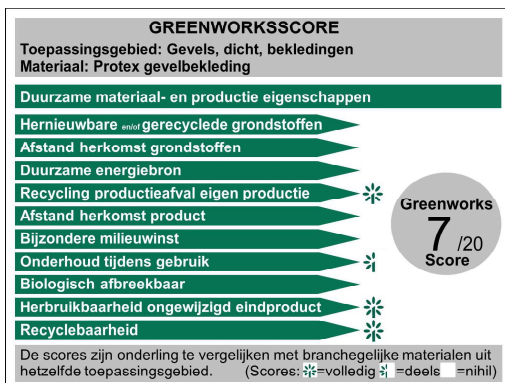 GREENWORKSSCORE
Toepassingsgebied: Gevels, dicht, bekledingen
Materiaal: Protex gevelbekleding
Duurzame materiaal- en productie eigenschappen
Hernieuwbare en/of gerecyclede grondstoffen
Afstand herkomst grondstoffen
Duurzame energiebron
Recycling productieafval eigen productie
Afstand herkomst product
Bijzondere milieuwinst
Onderhoud tijdens gebruik
Biologisch afbreekbaar
Herbruikbaarheid ongewijzigd eindproduct
Recyclebaarheid
Greenworks
7 /20
Score
De scores zijn onderling te vergelijken met branchegelijke materialen uit
hetzelfde toepassingsgebied. (Scores: =volledig =deels =nihil)